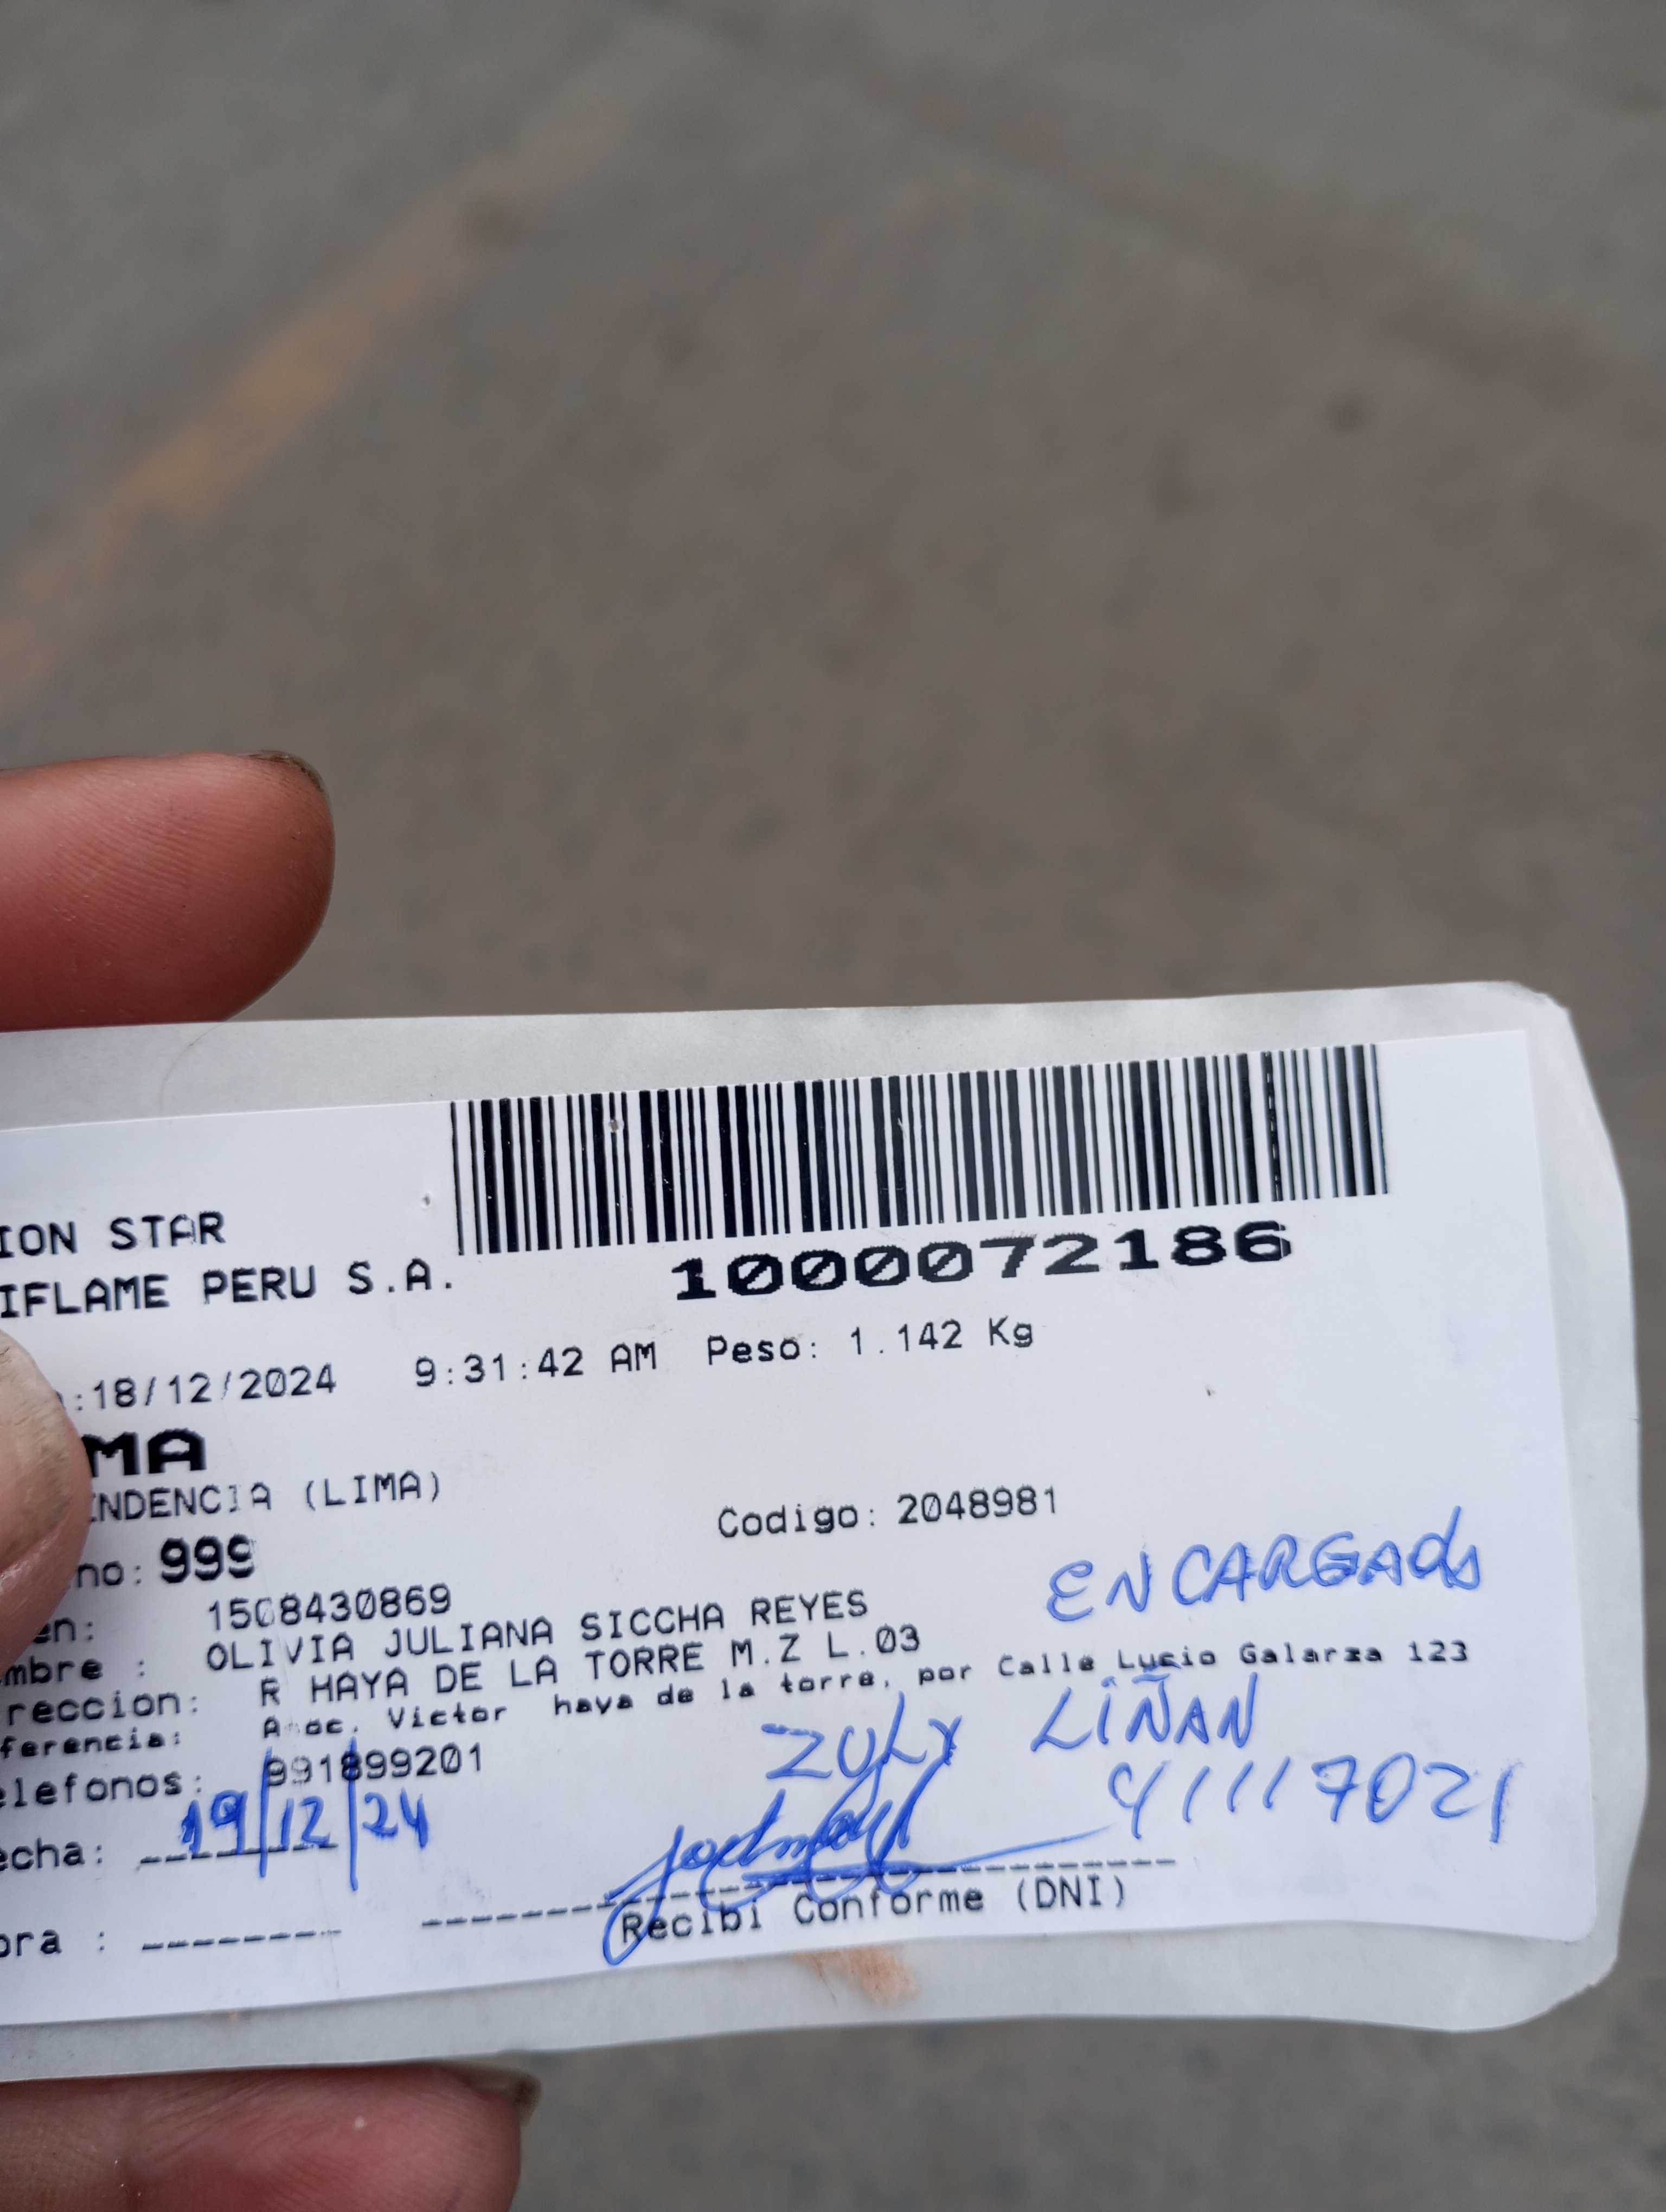 ION STAR
IFLAME PERU S.A.
1000072186
:18/12/2024 9:31:42 AM Peso: 1.142 Kg
MA
NDENCIA (LIMA)
Codigo: 2048981
no: 999
ENCARGADA
en: 1508430869
mbre : OLIVIA JULIANA SICCHA REYES
reccion: R HAYA DE LA TORRE M.Z L.03
ferencia: Asoc. Victor haya de la torre, por Calle Lucio Galarza 123
elefonos: 991899201
ZULY LIÑAN
41117021
echa: 19/12/24
Recibi Conforme (DNI)
ora :